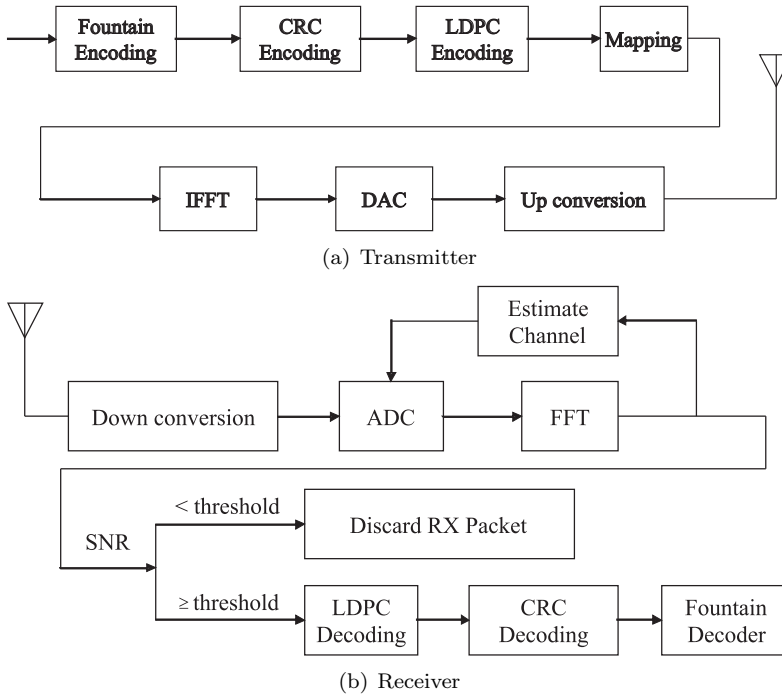 Fountain
Encoding
CRC
Encoding
LDPC
Encoding
Mapping
IFFT
DAC
Up conversion
(a) Transmitter
Estimate
Channel
Down conversion
ADC
FFT
SNR
< threshold
Discard RX Packet
≥ threshold
LDPC
Decoding
CRC
Decoding
Fountain
Decoder
(b) Receiver